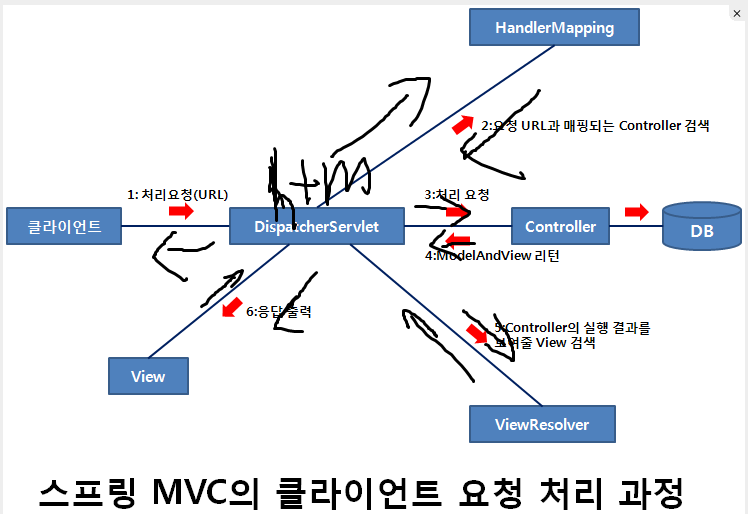 HandlerMapping
2:요청 URL과 매핑되는 Controller 검색
1: 처리요청(URL)
3:처리 요청
클라이언트
DispatcherServlet
Controller
DB
4:ModelAndView 리턴
6:응답 출력
5:Controller의 실행 결과를
보여줄 View 검색
View
ViewResolver
스프링 MVC의 클라이언트 요청 처리 과정